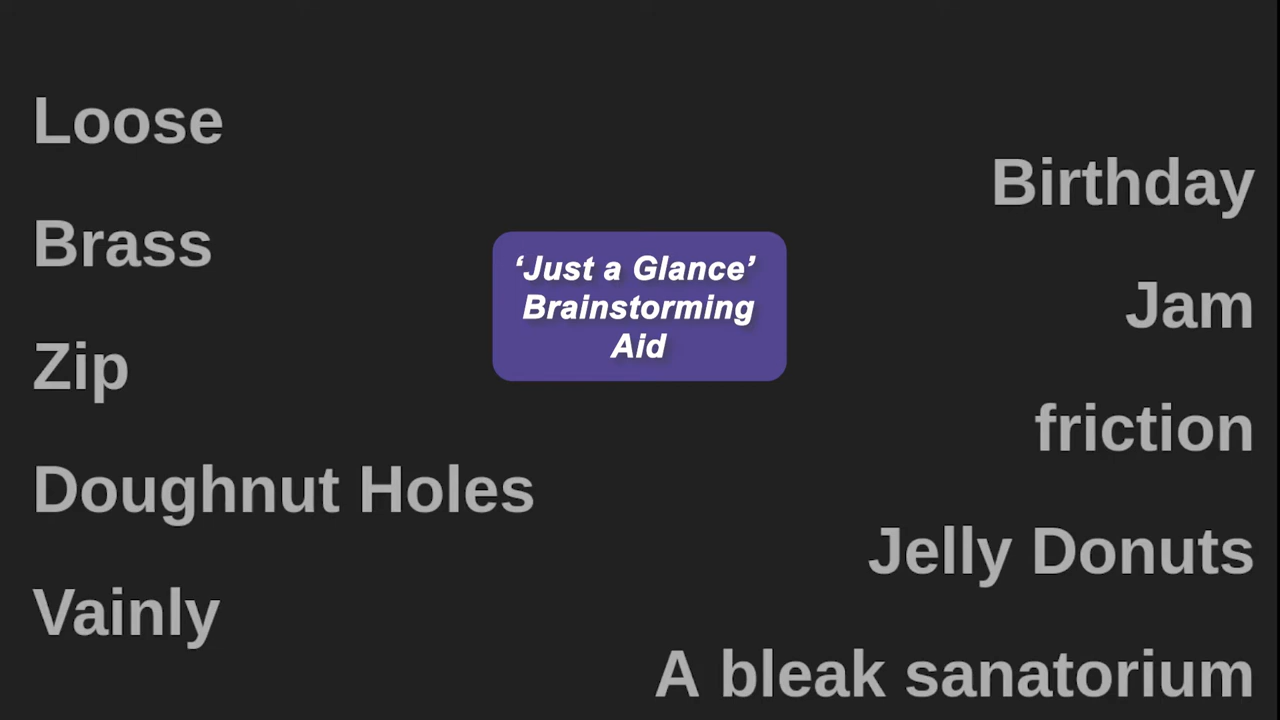 Loose
Birthday
Brass
‘Just a Glance’
Brainstorming
Aid
Jam
Zip
friction
Doughnut Holes
Jelly Donuts
Vainly
A bleak sanatorium